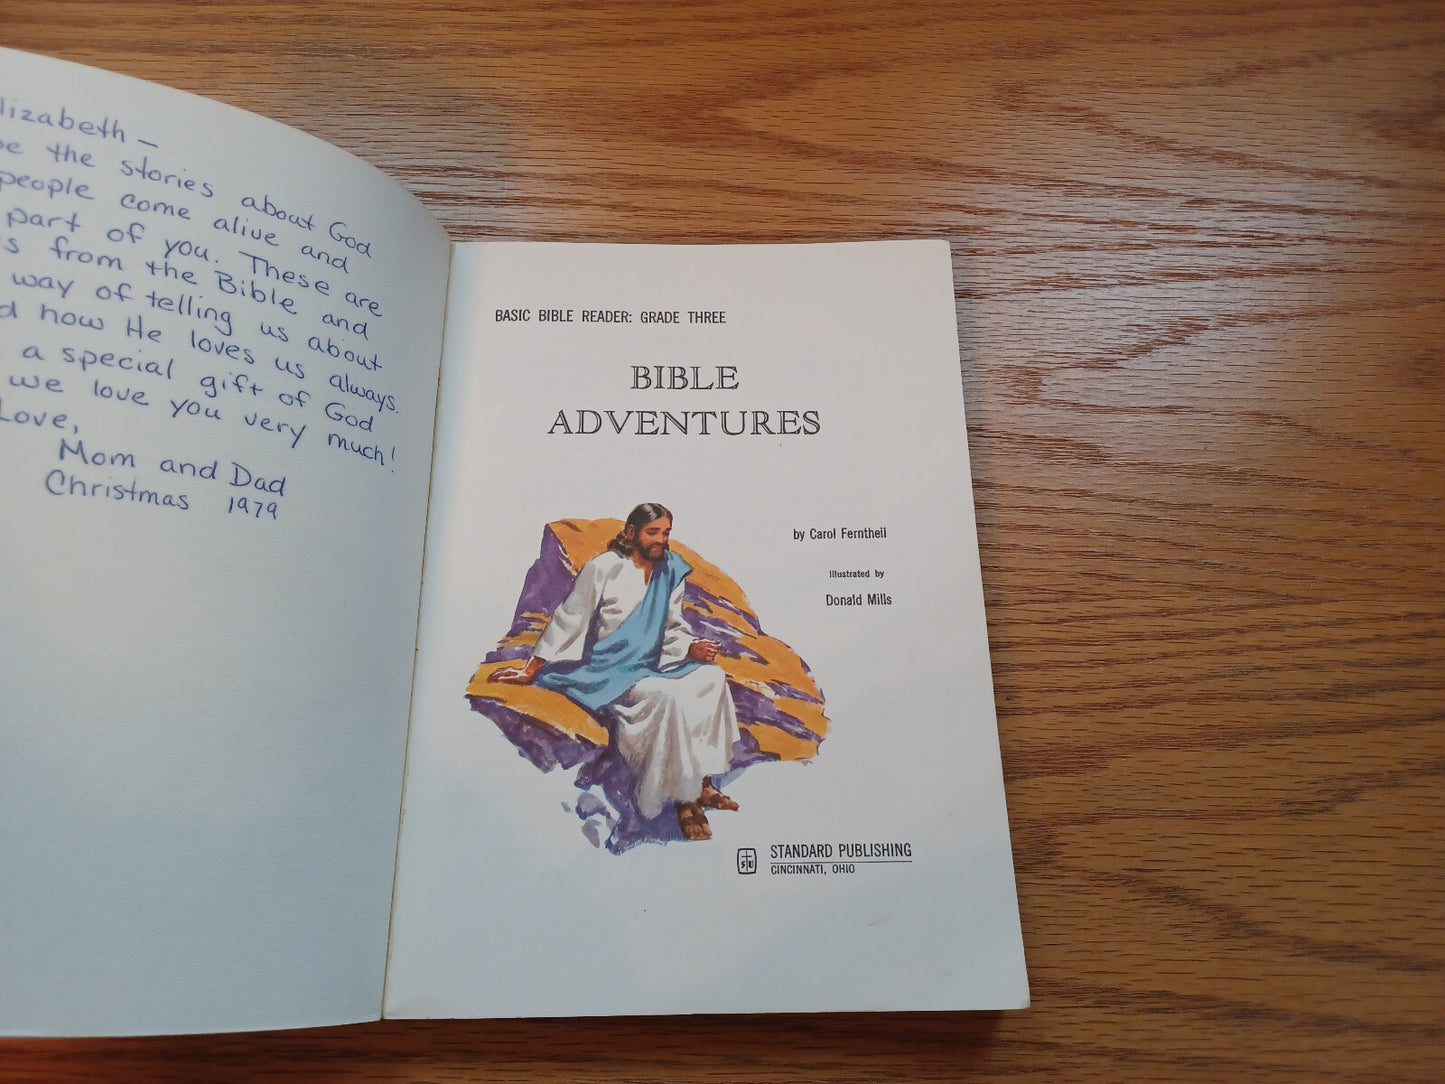 lizabeth —
the stories about God
people come alive and
part of you. These are
s from the Bible and
way of telling us about
d how He loves us always.
a special gift of God
we love you very much!
Love,
Mom and Dad
Christmas 1979
BASIC BIBLE READER: GRADE THREE
BIBLE
ADVENTURES
by Carol Ferntheil
Illustrated by
Donald Mills
STANDARD PUBLISHING
CINCINNATI, OHIO